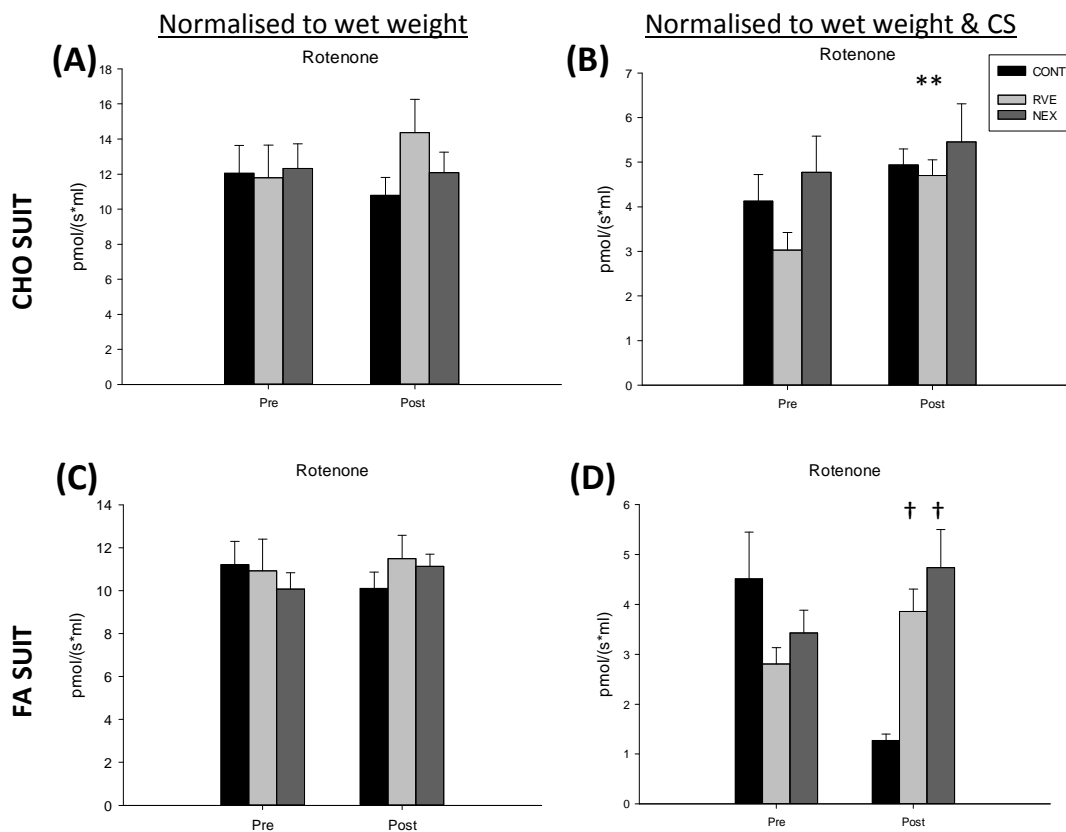 Normalised to wet weight
Normalised to wet weight & CS
(A)
Rotenone
18
16
14
12
10
8
6
4
2
0
pmol/(s*ml)
Pre
Post
CHO SUIT
(B)
Rotenone
**
CONT
RVE
NEX
7
6
5
4
3
2
1
0
pmol/(s*ml)
Pre
Post
(C)
Rotenone
14
12
10
8
6
4
2
0
pmol/(s*ml)
Pre
Post
FA SUIT
(D)
Rotenone
† †
6
5
4
3
2
1
0
pmol/(s*ml)
Pre
Post